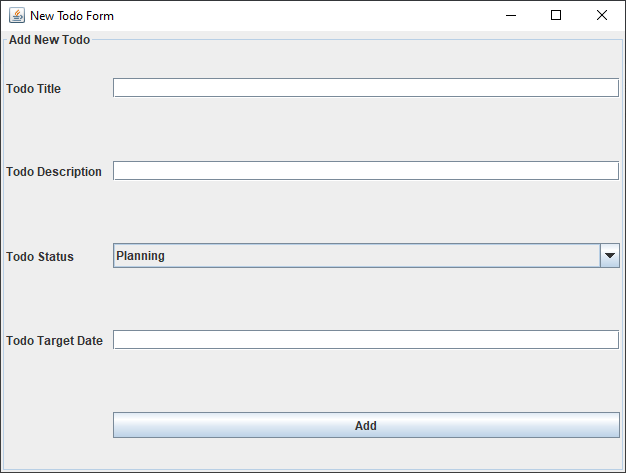 New Todo Form
Add New Todo
Todo Title
Todo Description
Todo Status
Planning
Todo Target Date
Add